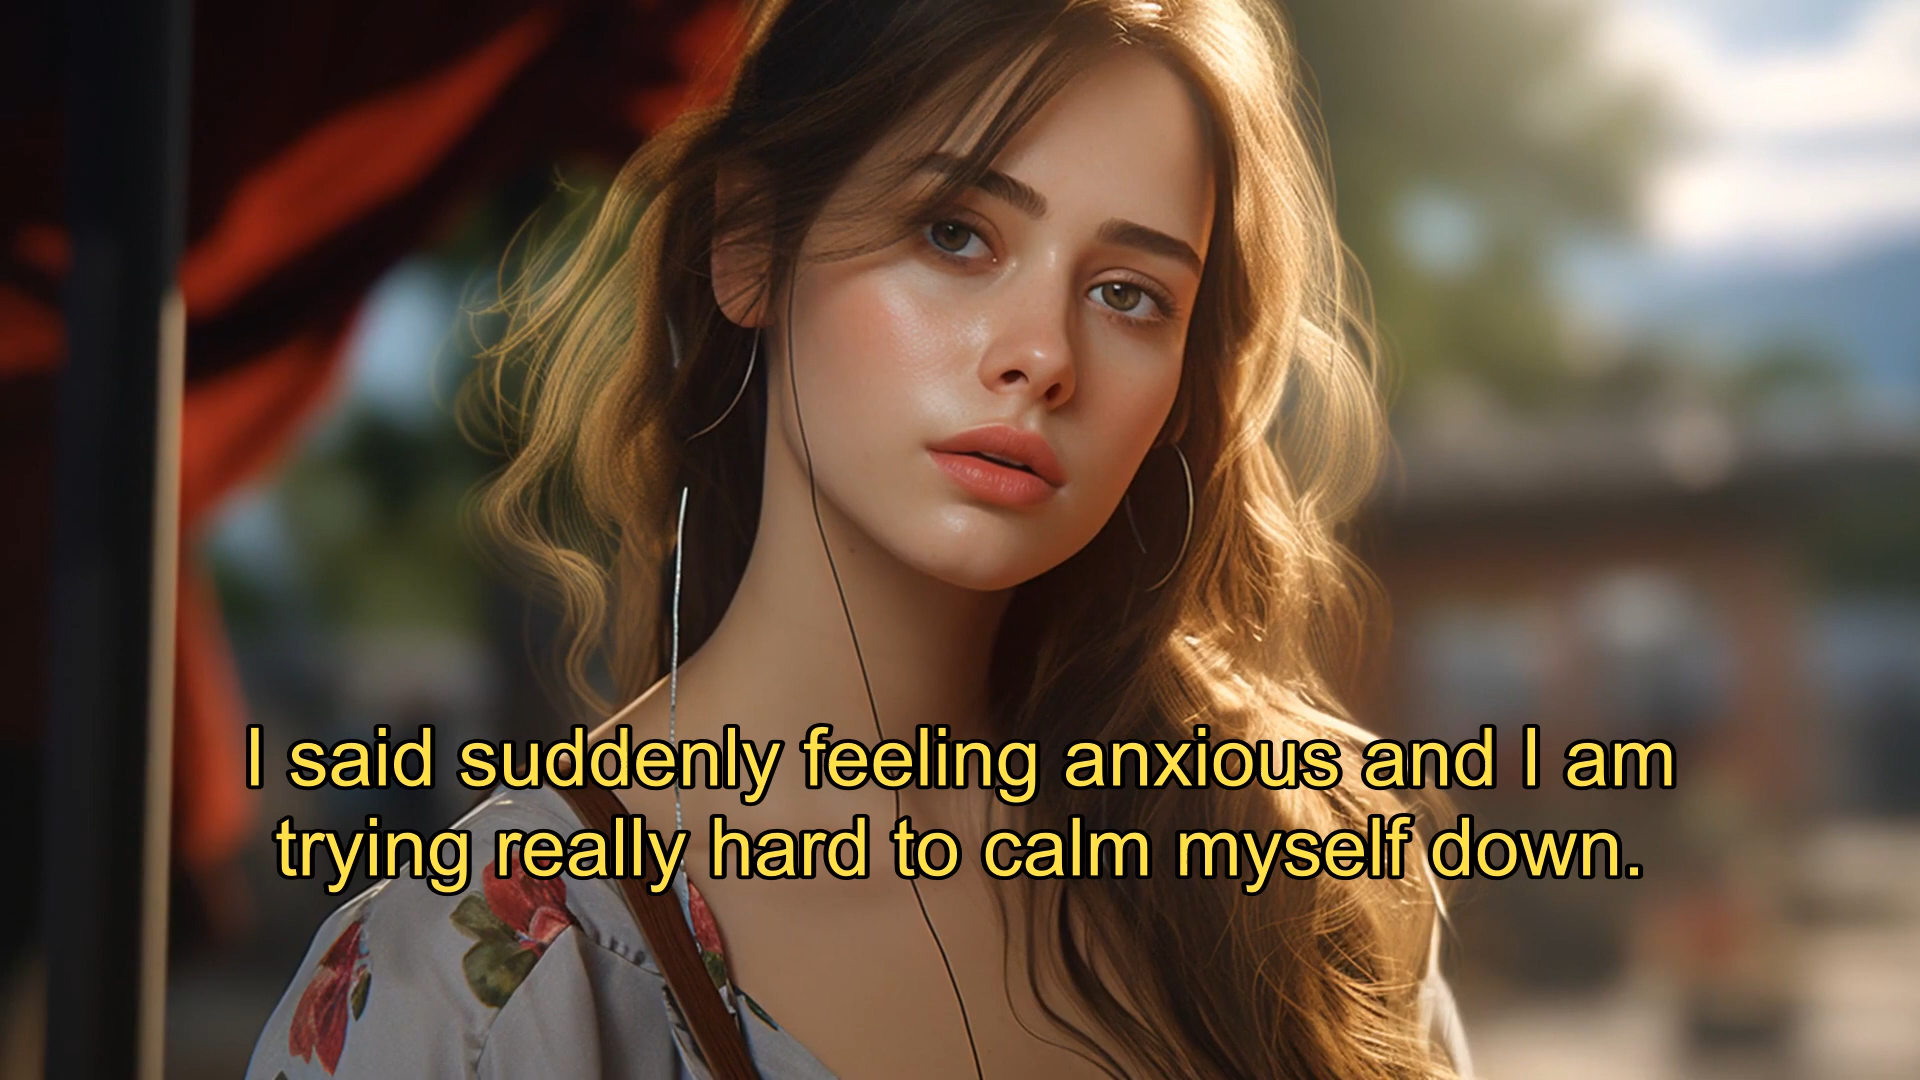 I said suddenly feeling anxious and I am
trying really hard to calm myself down.